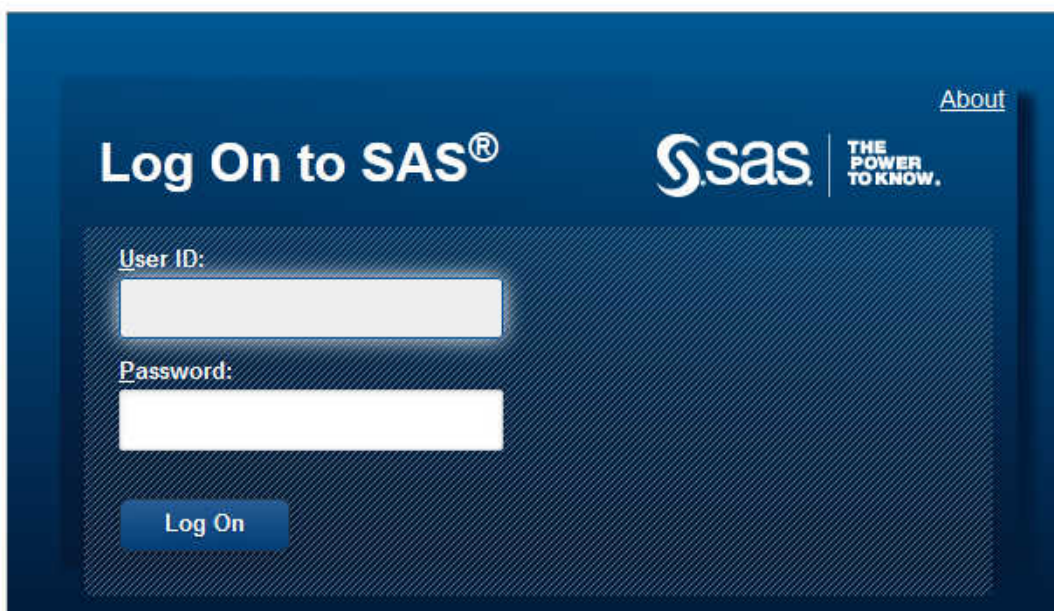 About
Log On to SAS®
sas. THE
POWER
TO KNOW.
User ID:
Password:
Log On